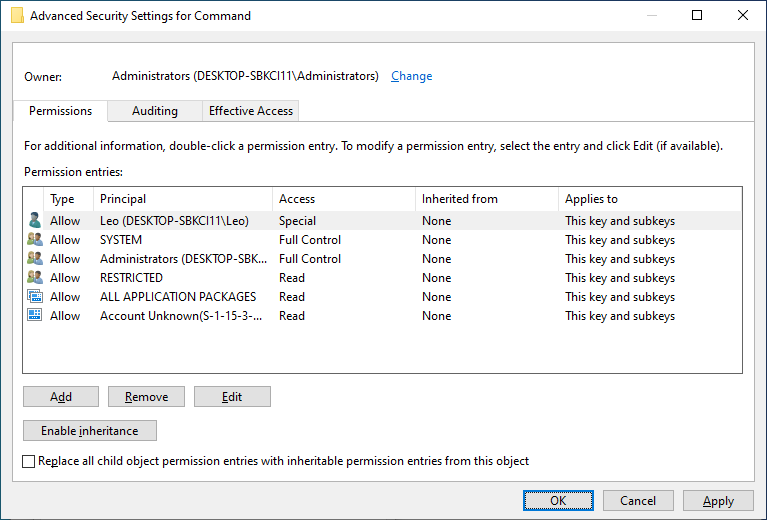 Advanced Security Settings for Command
Owner: Administrators (DESKTOP-SBKCI11\Administrators) Change
Permissions Auditing Effective Access
For additional information, double-click a permission entry. To modify a permission entry, select the entry and click Edit (if available).
Permission entries:
Type Principal Access Inherited from Applies to
Allow Leo (DESKTOP-SBKCI11\Leo) Special None This key and subkeys
Allow SYSTEM Full Control None This key and subkeys
Allow Administrators (DESKTOP-SBK... Full Control None This key and subkeys
Allow RESTRICTED Read None This key and subkeys
Allow ALL APPLICATION PACKAGES Read None This key and subkeys
Allow Account Unknown(S-1-15-3-... Read None This key and subkeys
Add Remove Edit
Enable inheritance
Replace all child object permission entries with inheritable permission entries from this object
OK Cancel Apply